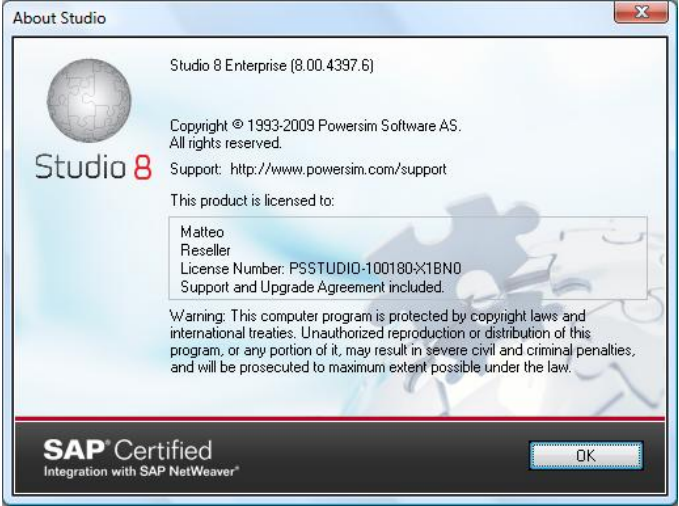 About Studio
Studio 8 Enterprise (8.00.4397.6)
Copyright © 1993-2009 Powersim Software AS.
All rights reserved.
Studio 8
Support: http://www.powersim.com/support
This product is licensed to:
Matteo
Reseller
License Number: PSSTUDIO-100180-X1BN0
Support and Upgrade Agreement included.
Warning: This computer program is protected by copyright laws and
international treaties. Unauthorized reproduction or distribution of this
program, or any portion of it, may result in severe civil and criminal penalties,
and will be prosecuted to maximum extent possible under the law.
SAP® Certified
Integration with SAP NetWeaver®
OK